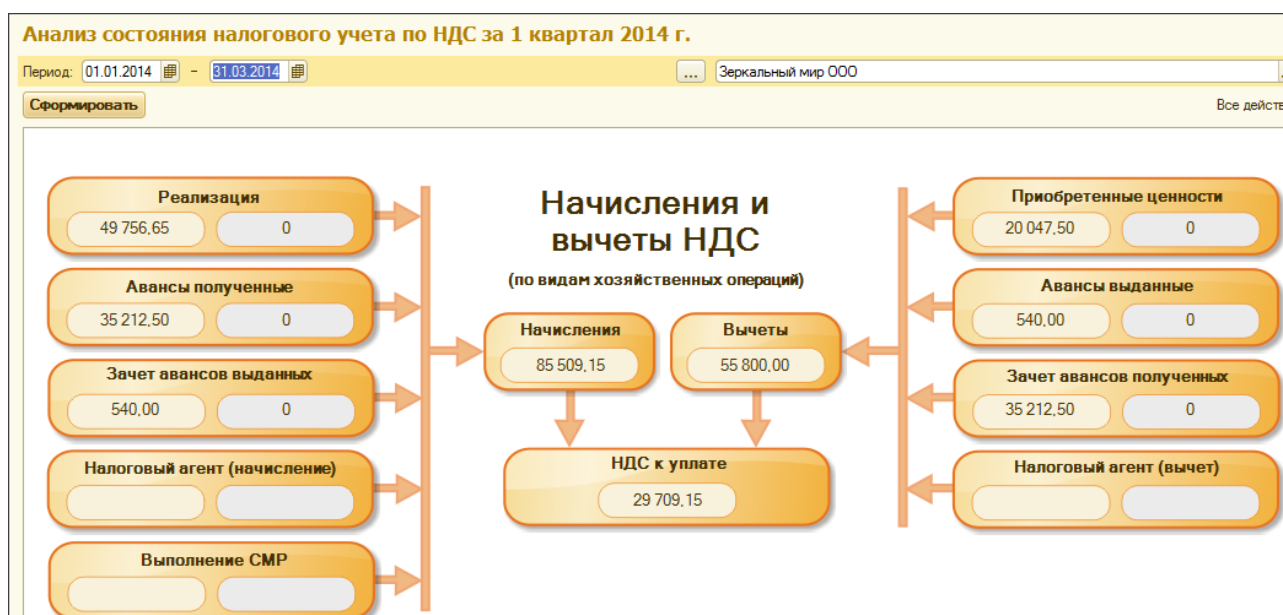 Анализ состояния налогового учета по НДС за 1 квартал 2014 г.
Период: 01.01.2014 – 31.03.2014 ... Зеркальный мир ООО
Сформировать Все действ
Начисления и
вычеты НДС
(по видам хозяйственных операций)
Реализация
49 756,65 0
Авансы полученные
35 212,50 0
Зачет авансов выданных
540,00 0
Налоговый агент (начисление)
Выполнение СМР
Начисления
85 509,15
Вычеты
55 800,00
НДС к уплате
29 709,15
Приобретенные ценности
20 047,50 0
Авансы выданные
540,00 0
Зачет авансов полученных
35 212,50 0
Налоговый агент (вычет)